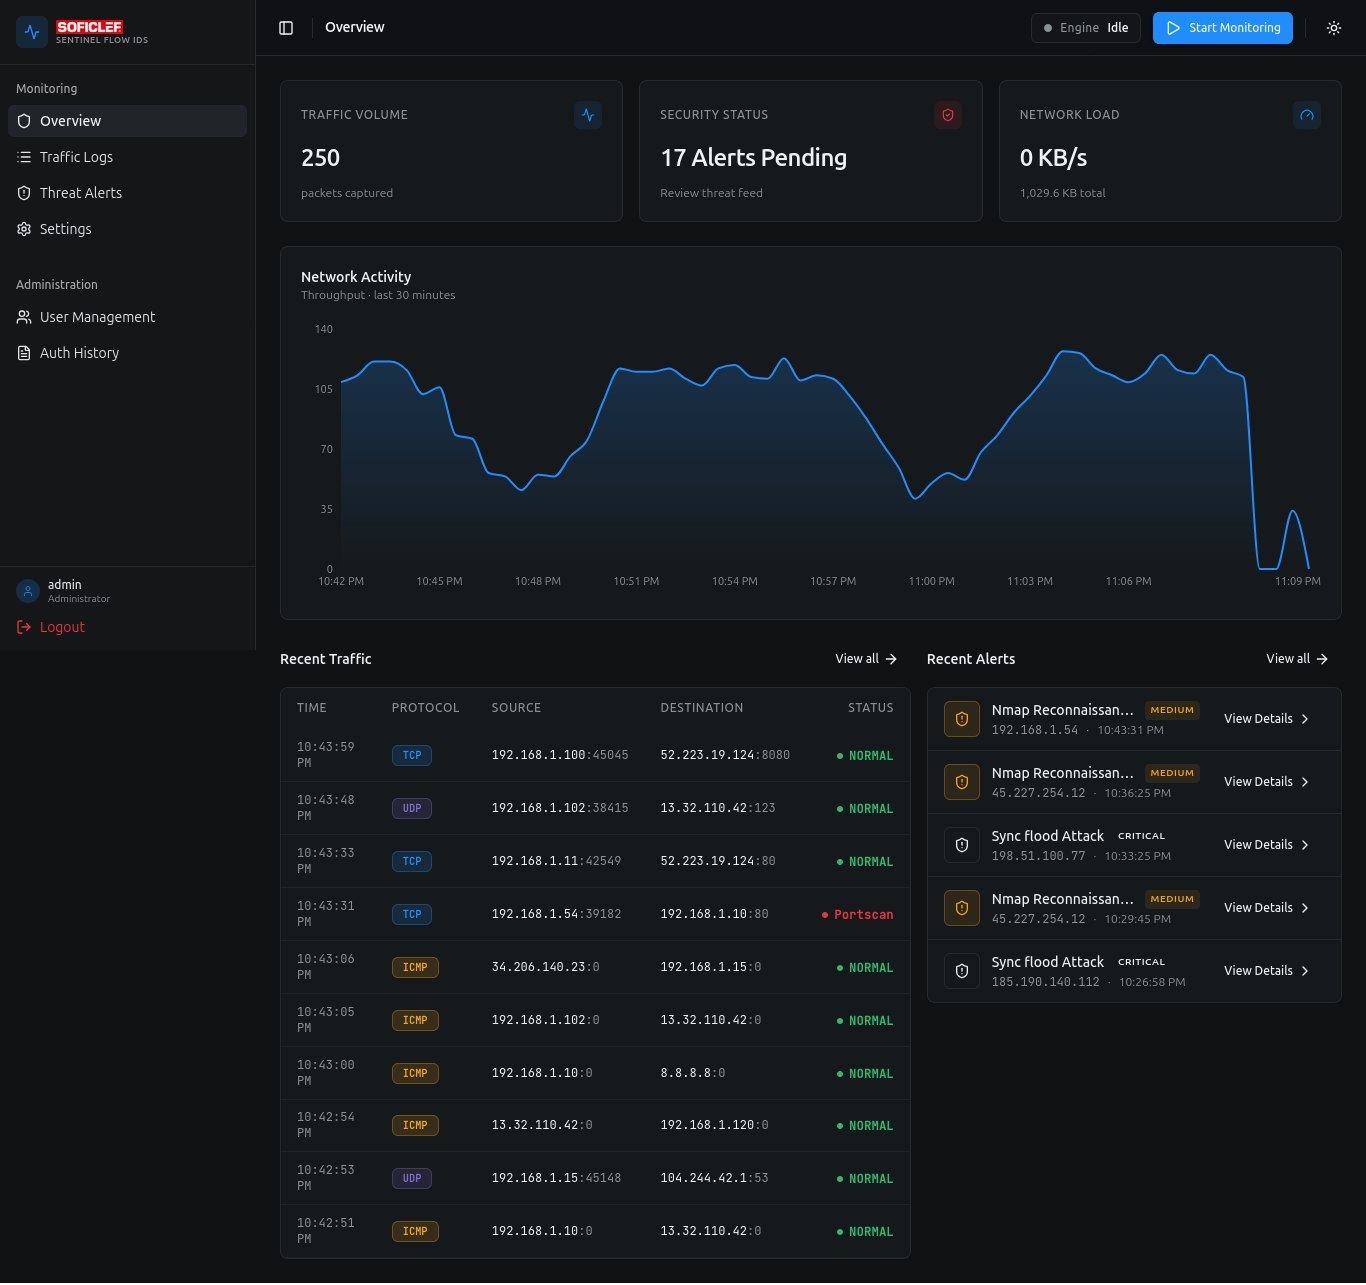 SOFICLEF
SENTINEL FLOW IDS
Overview
Engine Idle
Start Monitoring
Monitoring
Overview
Traffic Logs
Threat Alerts
Settings
Administration
User Management
Auth History
admin
Administrator
Logout
TRAFFIC VOLUME
250
packets captured
SECURITY STATUS
17 Alerts Pending
Review threat feed
NETWORK LOAD
0 KB/s
1,029.6 KB total
Network Activity
Throughput · last 30 minutes
140
105
70
35
0
10:42 PM 10:45 PM 10:48 PM 10:51 PM 10:54 PM 10:57 PM 11:00 PM 11:03 PM 11:06 PM 11:09 PM
Recent Traffic View all
TIME PROTOCOL SOURCE DESTINATION STATUS
10:43:59 PM TCP 192.168.1.100:45045 52.223.19.124:8080 NORMAL
10:43:48 PM UDP 192.168.1.102:38415 13.32.110.42:123 NORMAL
10:43:33 PM TCP 192.168.1.11:42549 52.223.19.124:80 NORMAL
10:43:31 PM TCP 192.168.1.54:39182 192.168.1.10:80 Portscan
10:43:06 PM ICMP 34.206.140.23:0 192.168.1.15:0 NORMAL
10:43:05 PM ICMP 192.168.1.102:0 13.32.110.42:0 NORMAL
10:43:00 PM ICMP 192.168.1.10:0 8.8.8.8:0 NORMAL
10:42:54 PM ICMP 13.32.110.42:0 192.168.1.120:0 NORMAL
10:42:53 PM UDP 192.168.1.15:45148 104.244.42.1:53 NORMAL
10:42:51 PM ICMP 192.168.1.10:0 13.32.110.42:0 NORMAL
Recent Alerts View all
Nmap Reconnaissan... MEDIUM View Details
192.168.1.54 · 10:43:31 PM
Nmap Reconnaissan... MEDIUM View Details
45.227.254.12 · 10:36:25 PM
Sync flood Attack CRITICAL View Details
198.51.100.77 · 10:33:25 PM
Nmap Reconnaissan... MEDIUM View Details
45.227.254.12 · 10:29:45 PM
Sync flood Attack CRITICAL View Details
185.190.140.112 · 10:26:58 PM